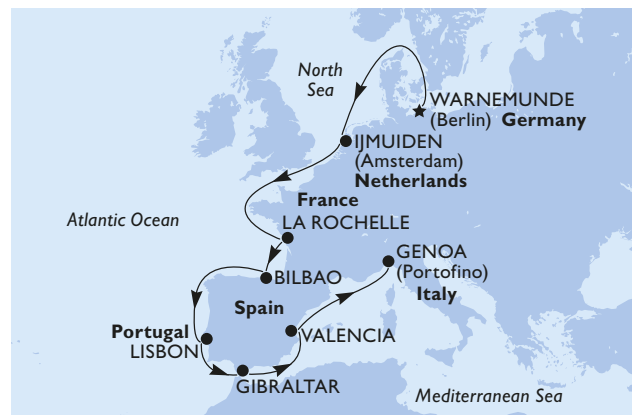 North
Sea
WARNEMUNDE
(Berlin) Germany
IJMUIDEN
(Amsterdam)
Netherlands
France
Atlantic Ocean
LA ROCHELLE
GENOA
(Portofino)
Italy
BILBAO
Spain
Portugal
LISBON
VALENCIA
GIBRALTAR
Mediterranean Sea